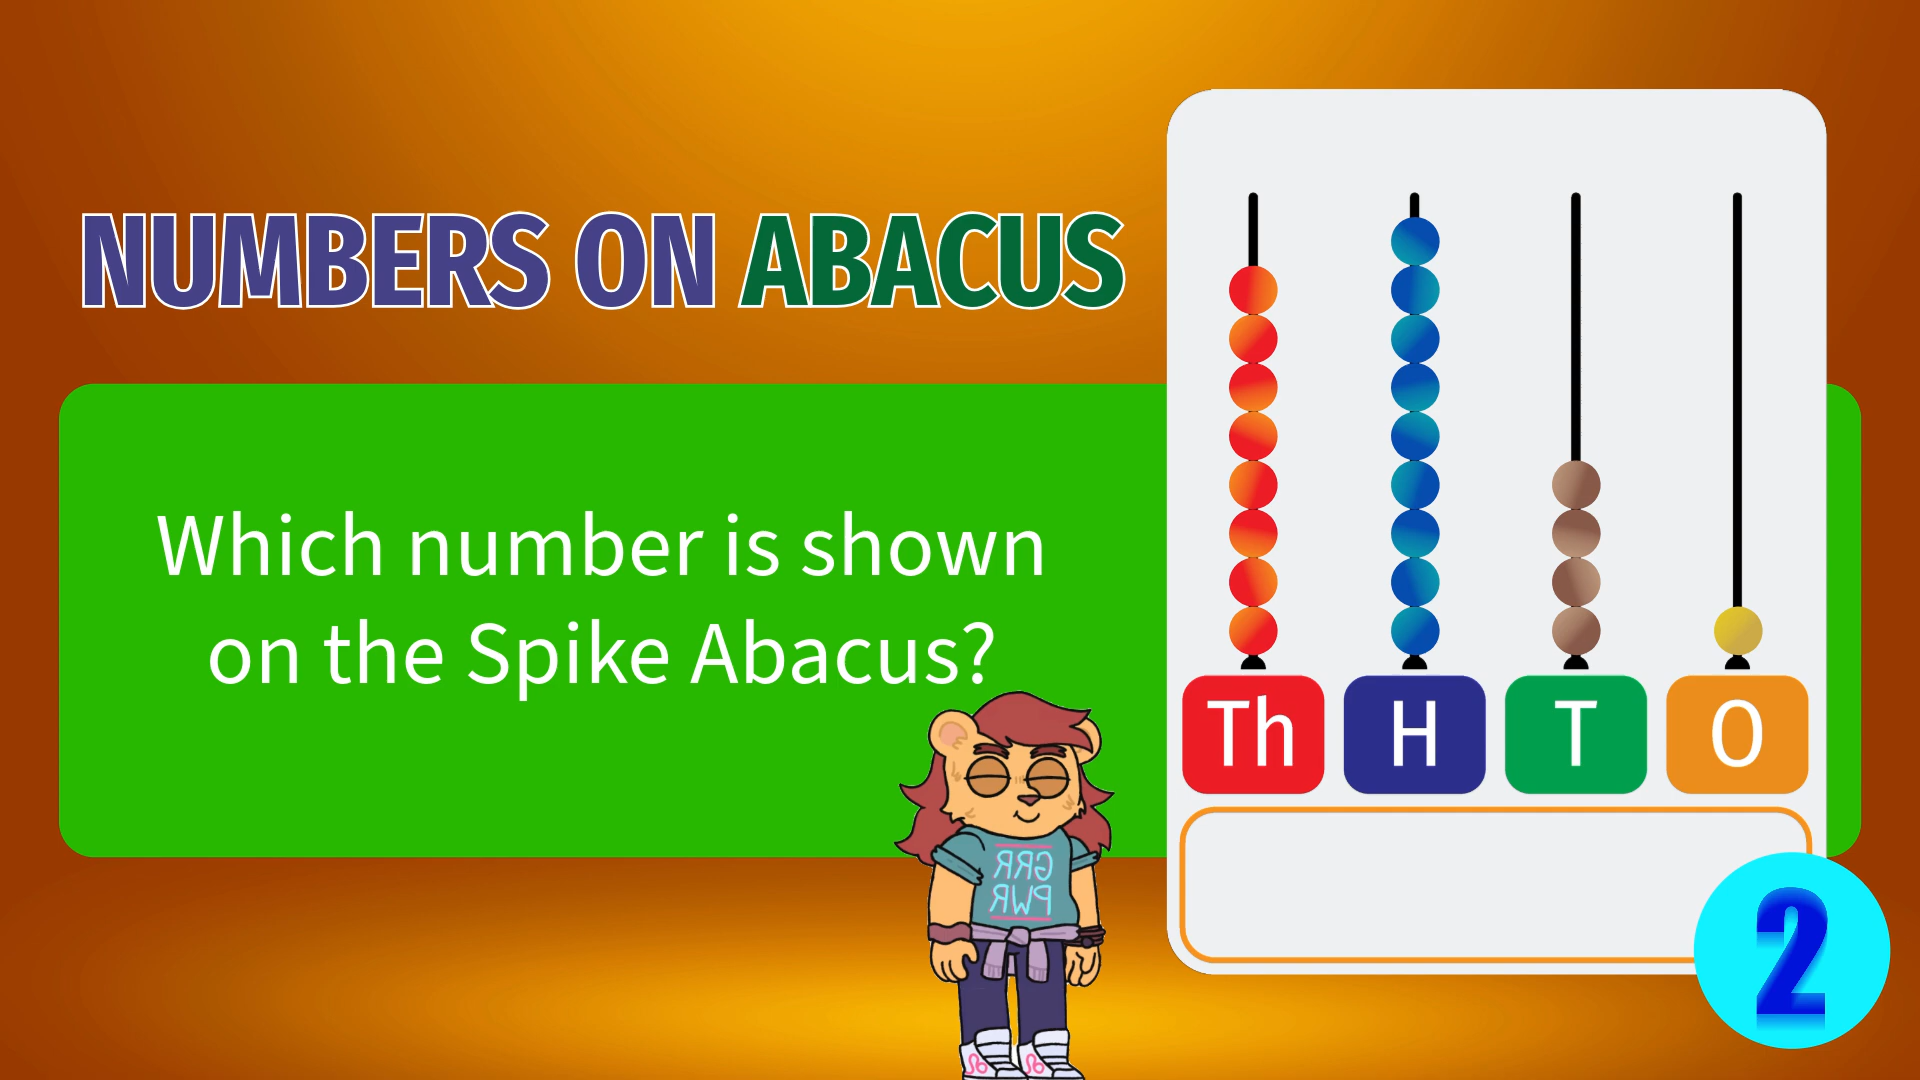 NUMBERS ON ABACUS
Which number is shown
on the Spike Abacus?
Th H T O
GRR
PWR
2